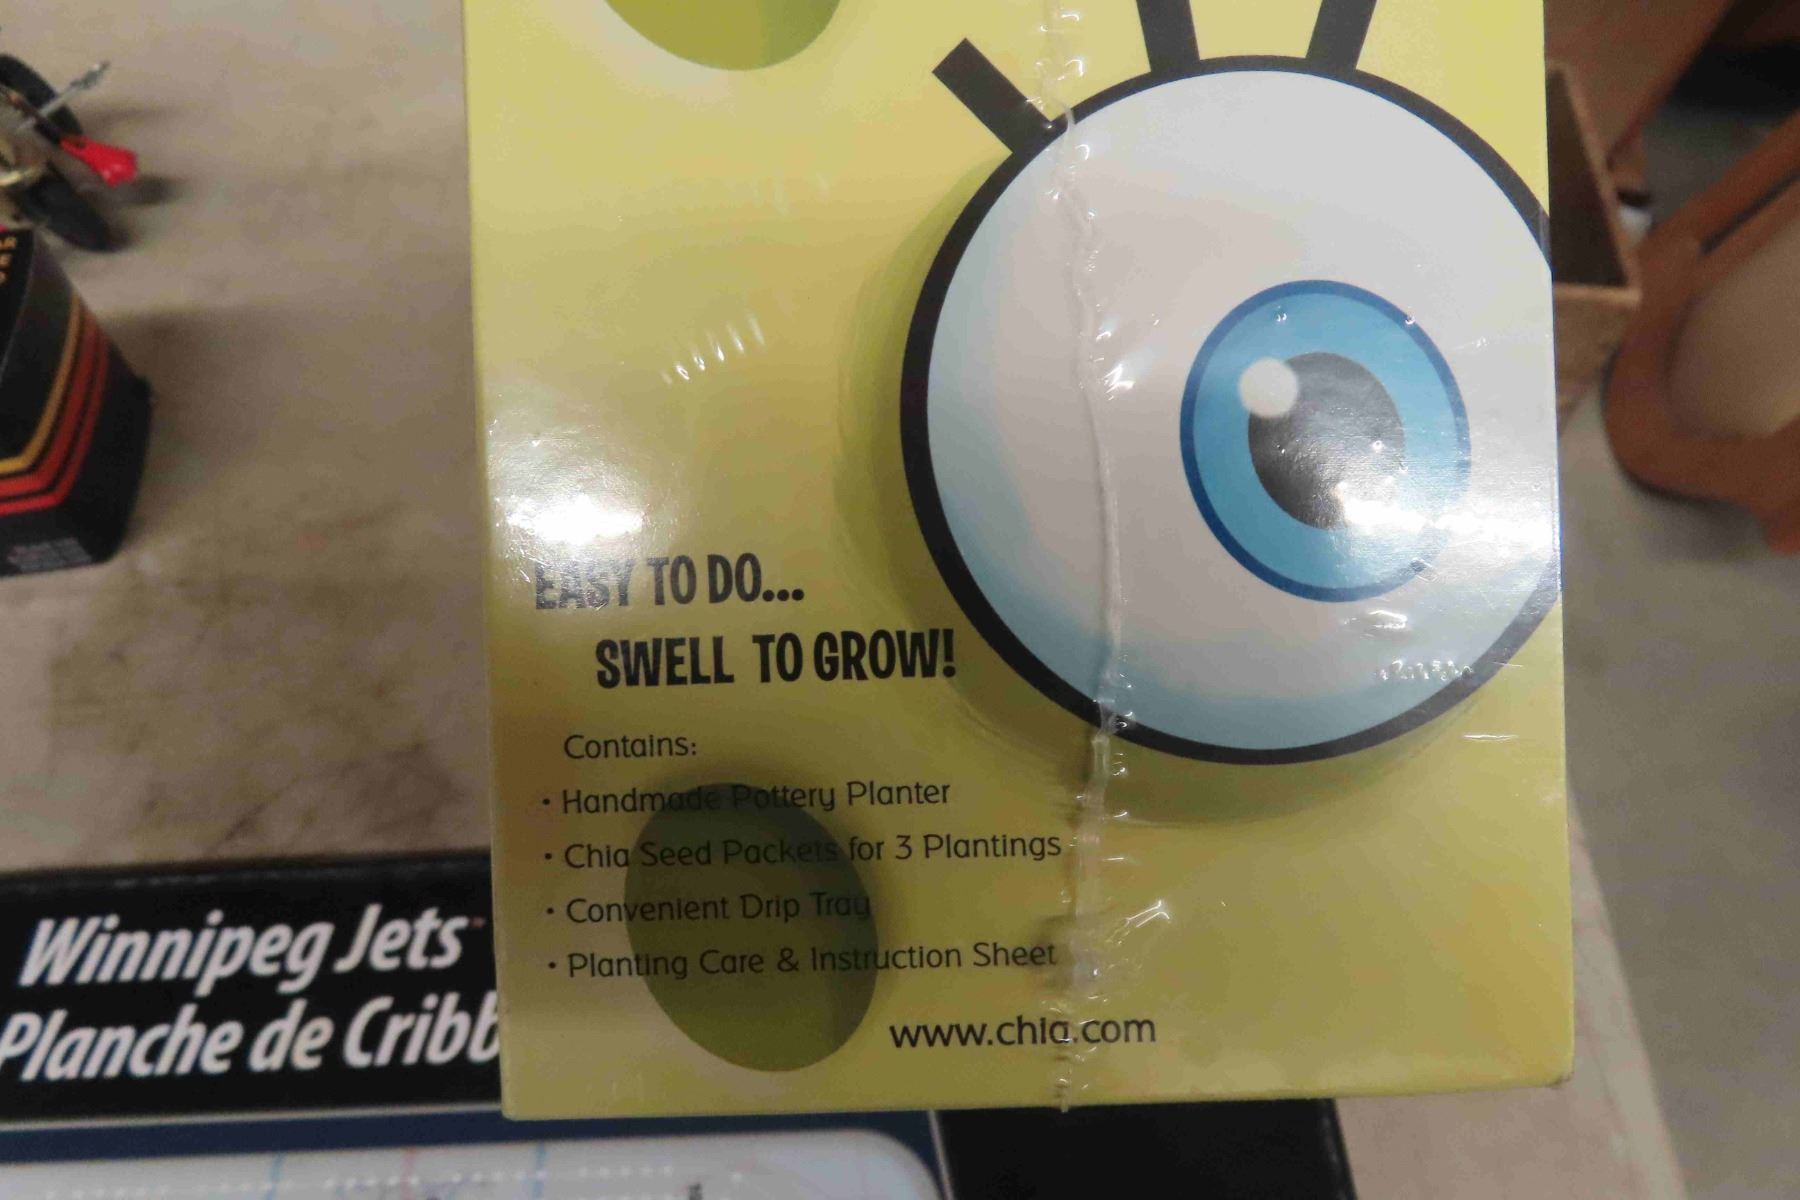 EASY TO DO...
SWELL TO GROW!
Contains:
• Handmade Pottery Planter
• Chia Seed Packets for 3 Plantings
• Convenient Drip Tray
• Planting Care & Instruction Sheet
www.chia.com
Winnipeg Jets™
Planche de Cribb